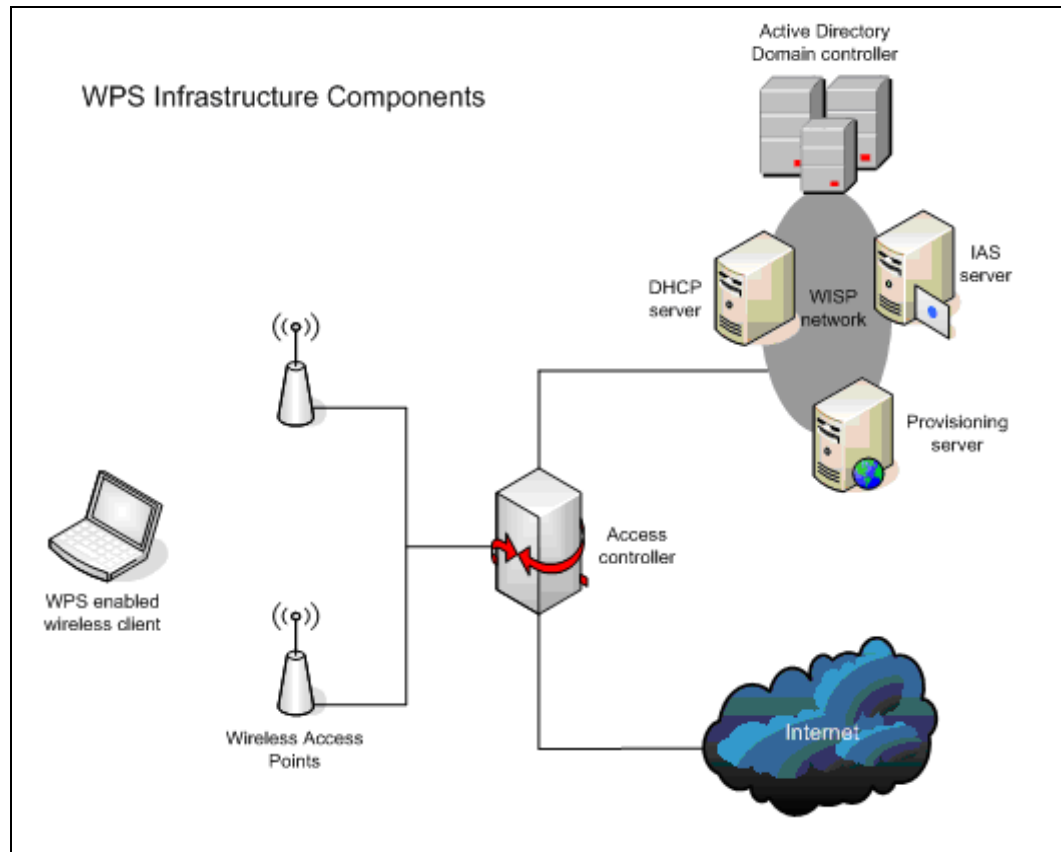 Active Directory
Domain controller
WPS Infrastructure Components
IAS
server
DHCP
server
WISP
network
Provisioning
server
Access
controller
WPS enabled
wireless client
Wireless Access
Points
Internet